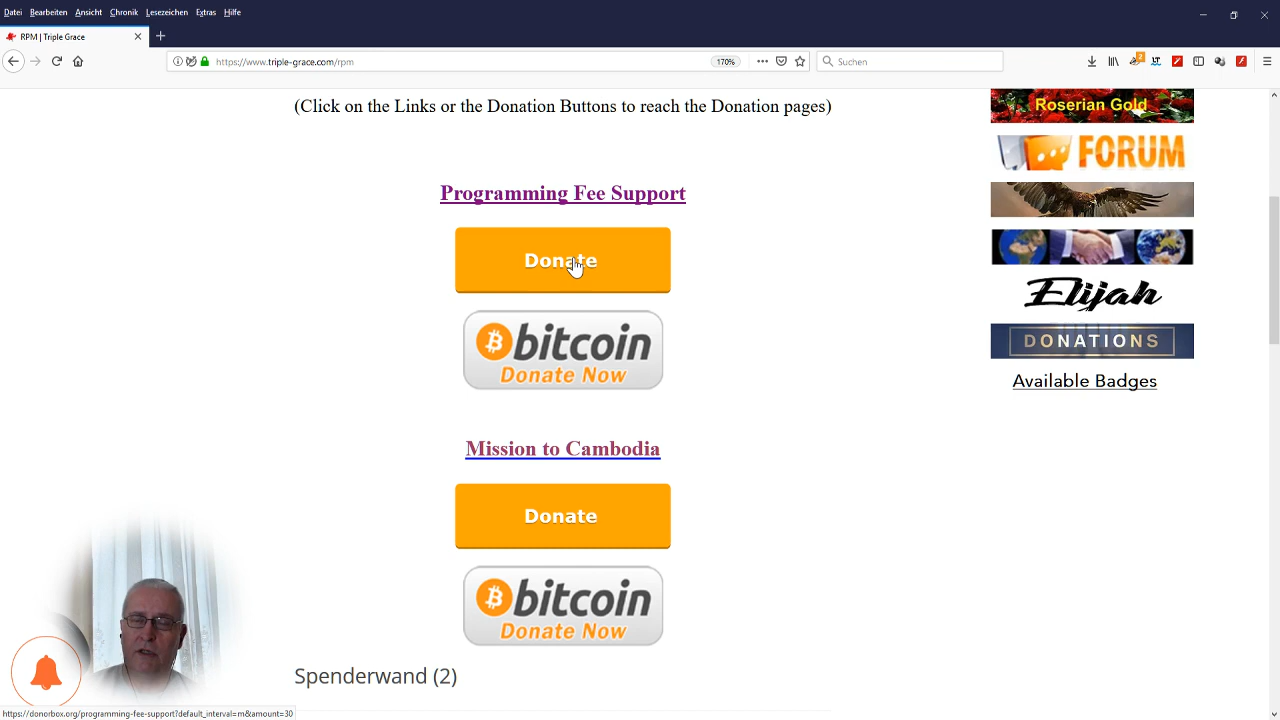 Datei Bearbeiten Ansicht Chronik Lesezeichen Extras Hilfe
RPM | Triple Grace
https://www.triple-grace.com/rpm
170%
Suchen
2
(Click on the Links or the Donation Buttons to reach the Donation pages)
Programming Fee Support
Donate
bitcoin
Donate Now
Mission to Cambodia
Donate
bitcoin
Donate Now
Spenderwand (2)
Roserian Gold
FORUM
Elijah
DONATIONS
Available Badges
https://donorbox.org/programming-fee-support?default_interval=m&amount=30